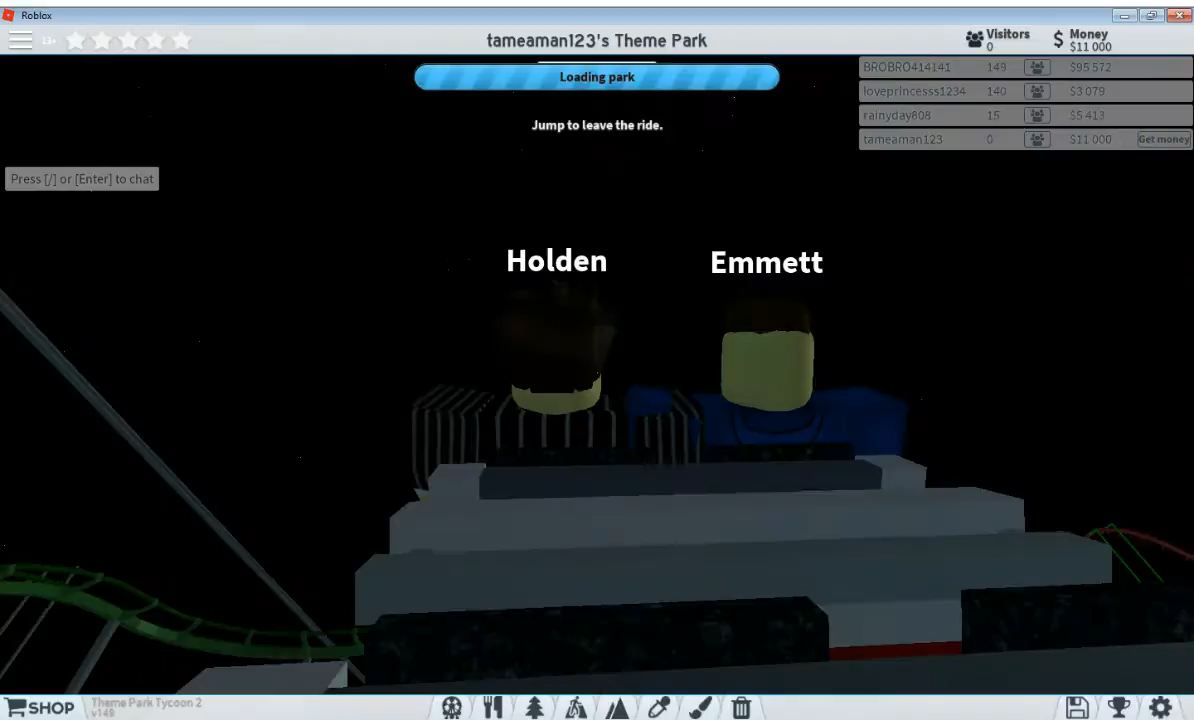 Roblox
13+
tameaman123's Theme Park
Visitors
0
$ Money
$11 000
Loading park
Jump to leave the ride.
BROBRO414141 149 $95 572
loveprincesss1234 140 $3 079
rainyday808 15 $5 413
tameaman123 0 $11 000 Get money
Press [/] or [Enter] to chat
Holden
Emmett
SHOP
Theme Park Tycoon 2
v149